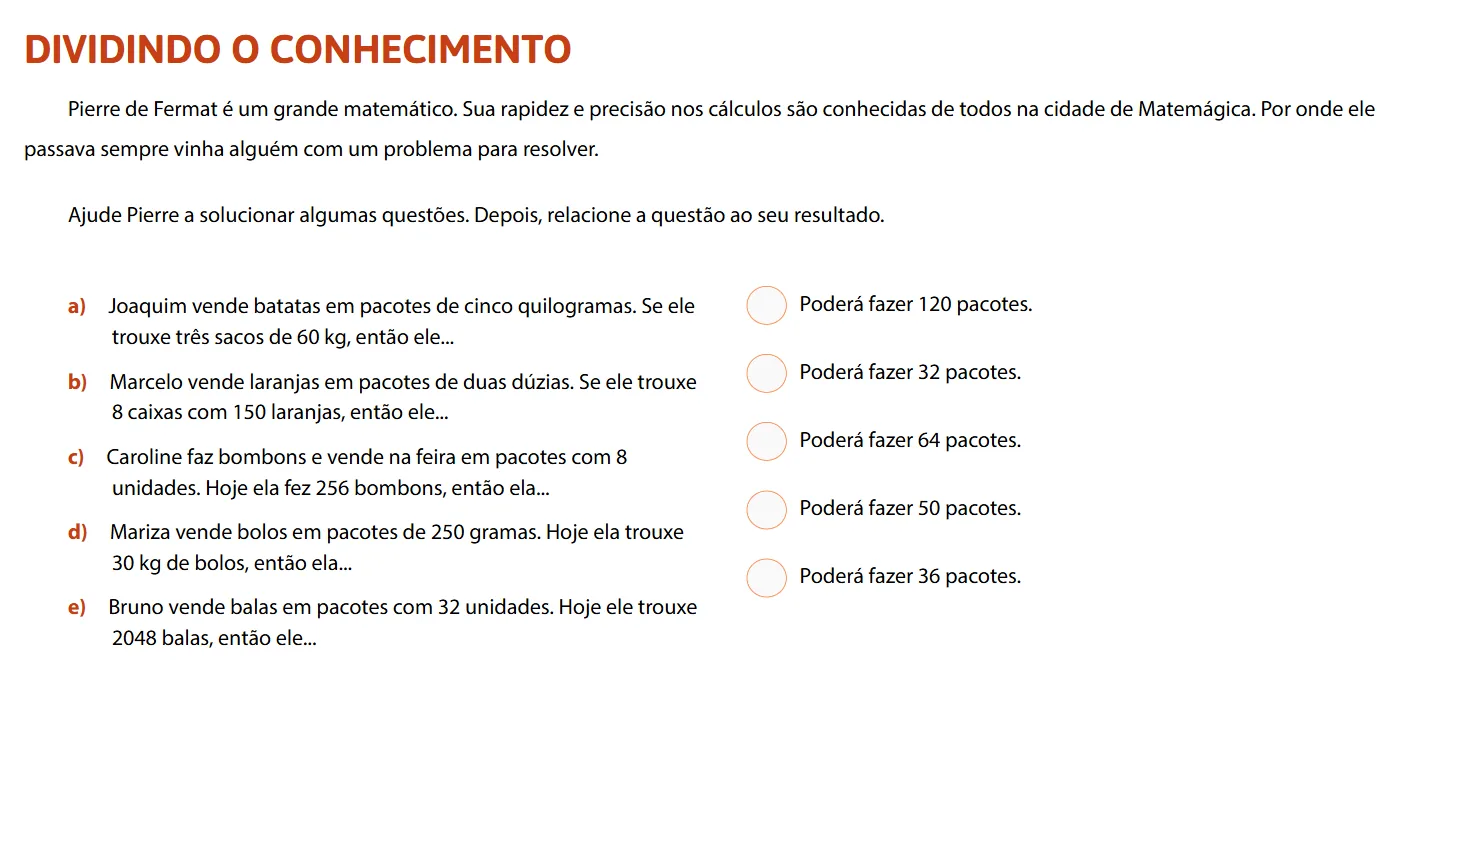 DIVIDINDO O CONHECIMENTO
Pierre de Fermat é um grande matemático. Sua rapidez e precisão nos cálculos são conhecidas de todos na cidade de Matemágica. Por onde ele
passava sempre vinha alguém com um problema para resolver.
Ajude Pierre a solucionar algumas questões. Depois, relacione a questão ao seu resultado.
a) Joaquim vende batatas em pacotes de cinco quilogramas. Se ele
trouxe três sacos de 60 kg, então ele...
b) Marcelo vende laranjas em pacotes de duas dúzias. Se ele trouxe
8 caixas com 150 laranjas, então ele...
c) Caroline faz bombons e vende na feira em pacotes com 8
unidades. Hoje ela fez 256 bombons, então ela...
d) Mariza vende bolos em pacotes de 250 gramas. Hoje ela trouxe
30 kg de bolos, então ela...
e) Bruno vende balas em pacotes com 32 unidades. Hoje ele trouxe
2048 balas, então ele...
Poderá fazer 120 pacotes.
Poderá fazer 32 pacotes.
Poderá fazer 64 pacotes.
Poderá fazer 50 pacotes.
Poderá fazer 36 pacotes.